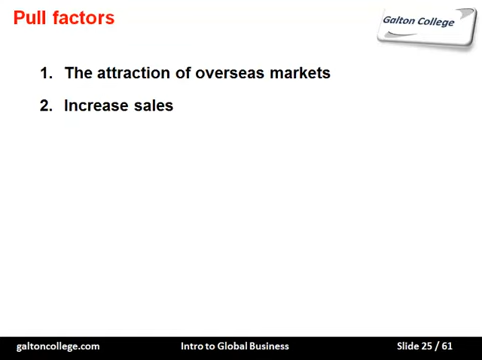 Pull factors
Galton College
1. The attraction of overseas markets
2. Increase sales
galtoncollege.com Intro to Global Business Slide 25 / 61